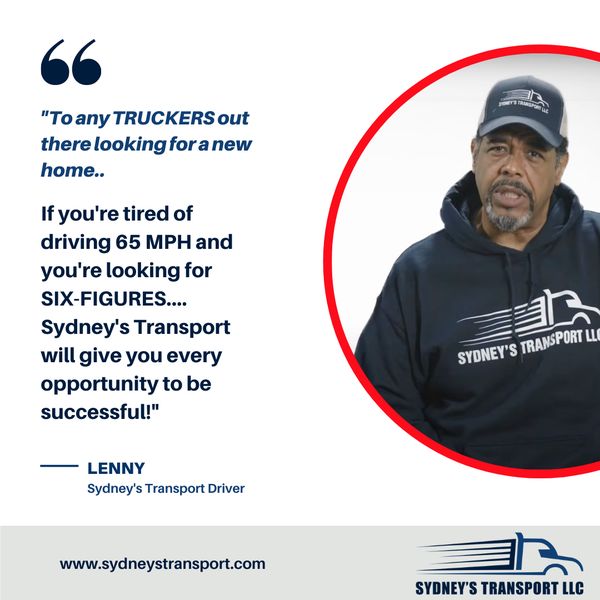 "To any TRUCKERS out
there looking for a new
home..
If you're tired of
driving 65 MPH and
you're looking for
SIX-FIGURES....
Sydney's Transport
will give you every
opportunity to be
successful!"
LENNY
Sydney's Transport Driver
SYDNEY'S TRANSPORT LLC
SYDNEY'S TRANSPORT LLC
www.sydneystransport.com
SYDNEY'S TRANSPORT LLC